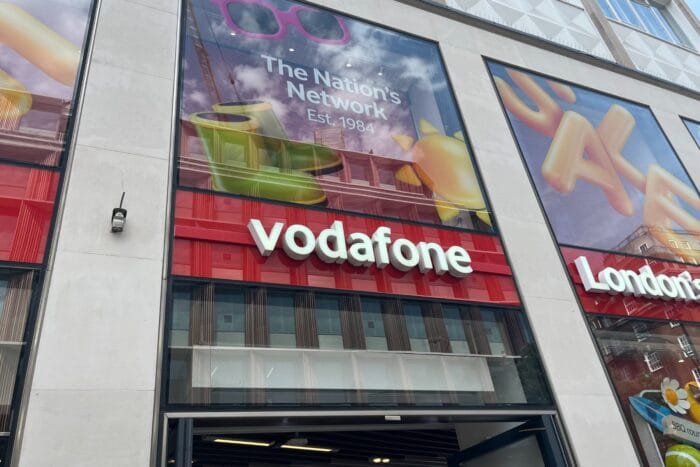 The Nation's
Network
Est. 1984
vodafone
London's